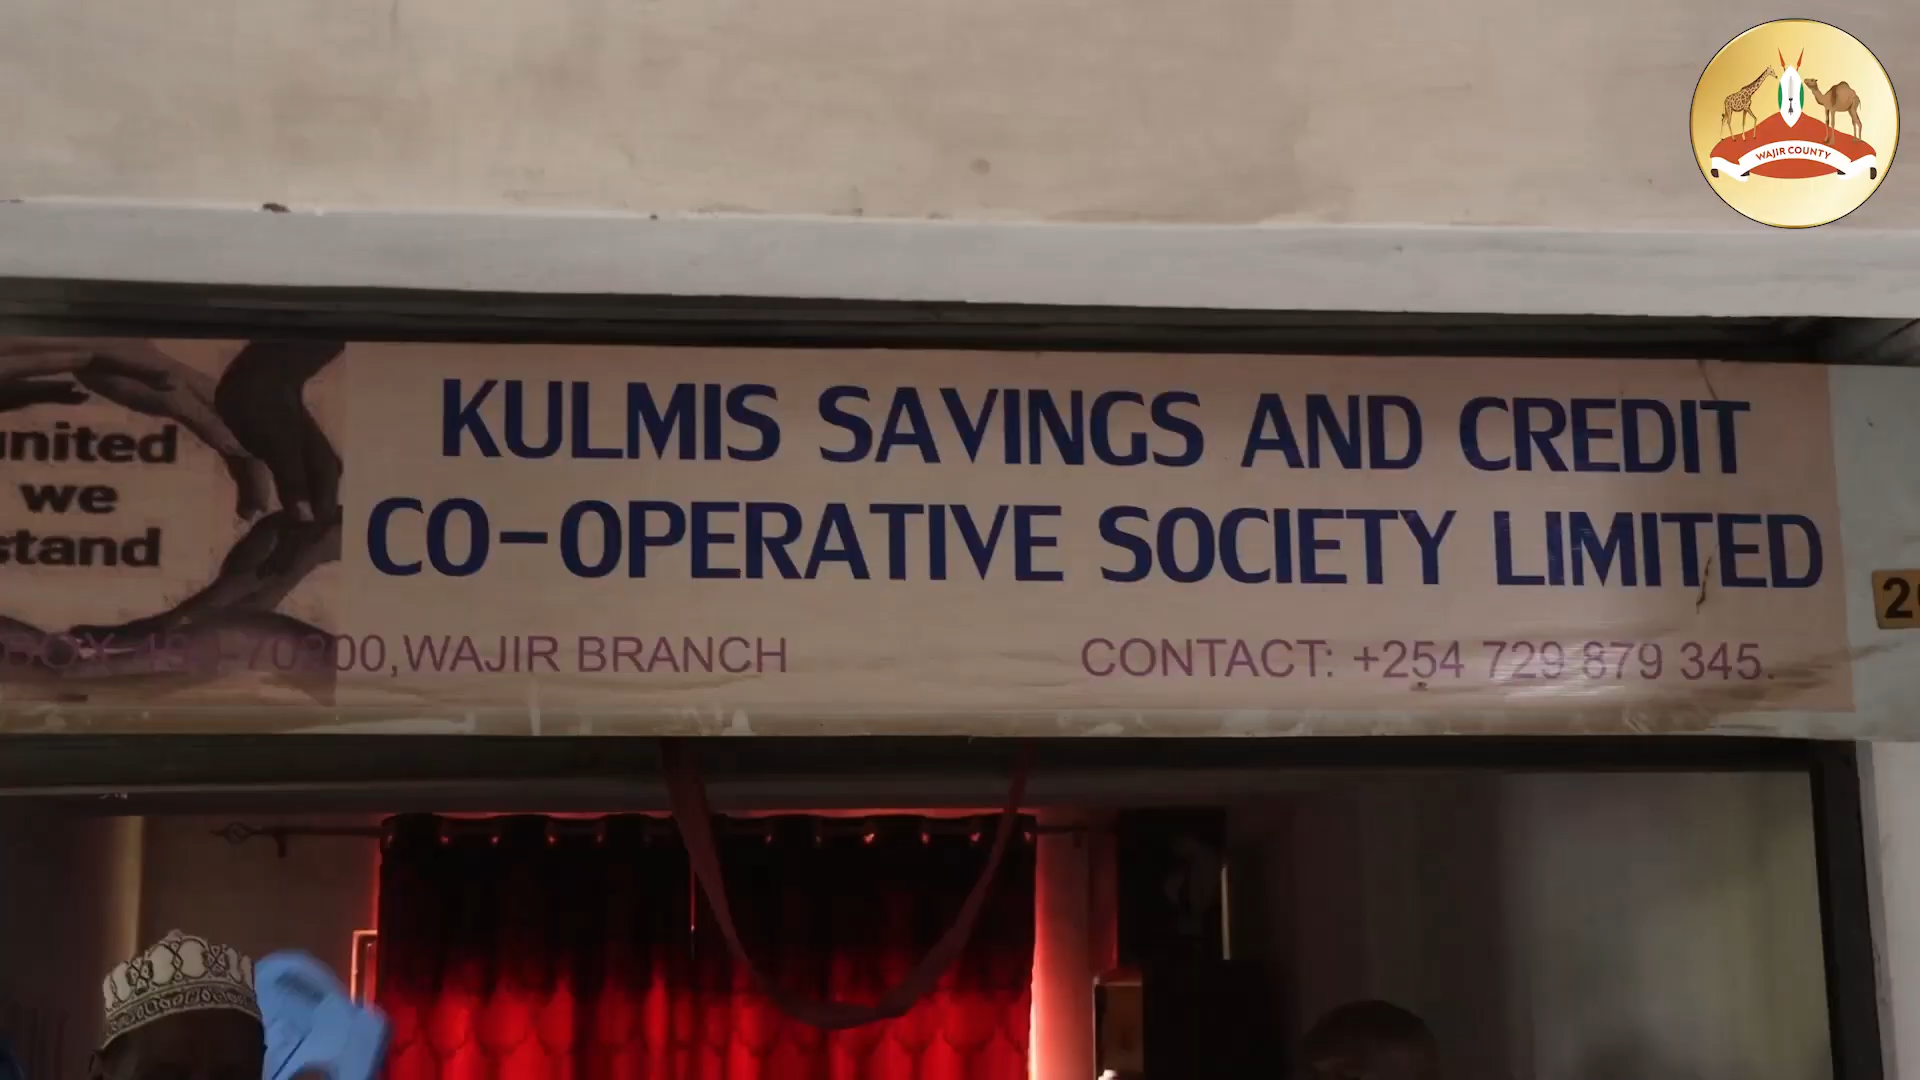 WAJIR COUNTY
united
we
stand
KULMIS SAVINGS AND CREDIT
CO-OPERATIVE SOCIETY LIMITED
WAJIR BRANCH
CONTACT: +254 729 879 345.